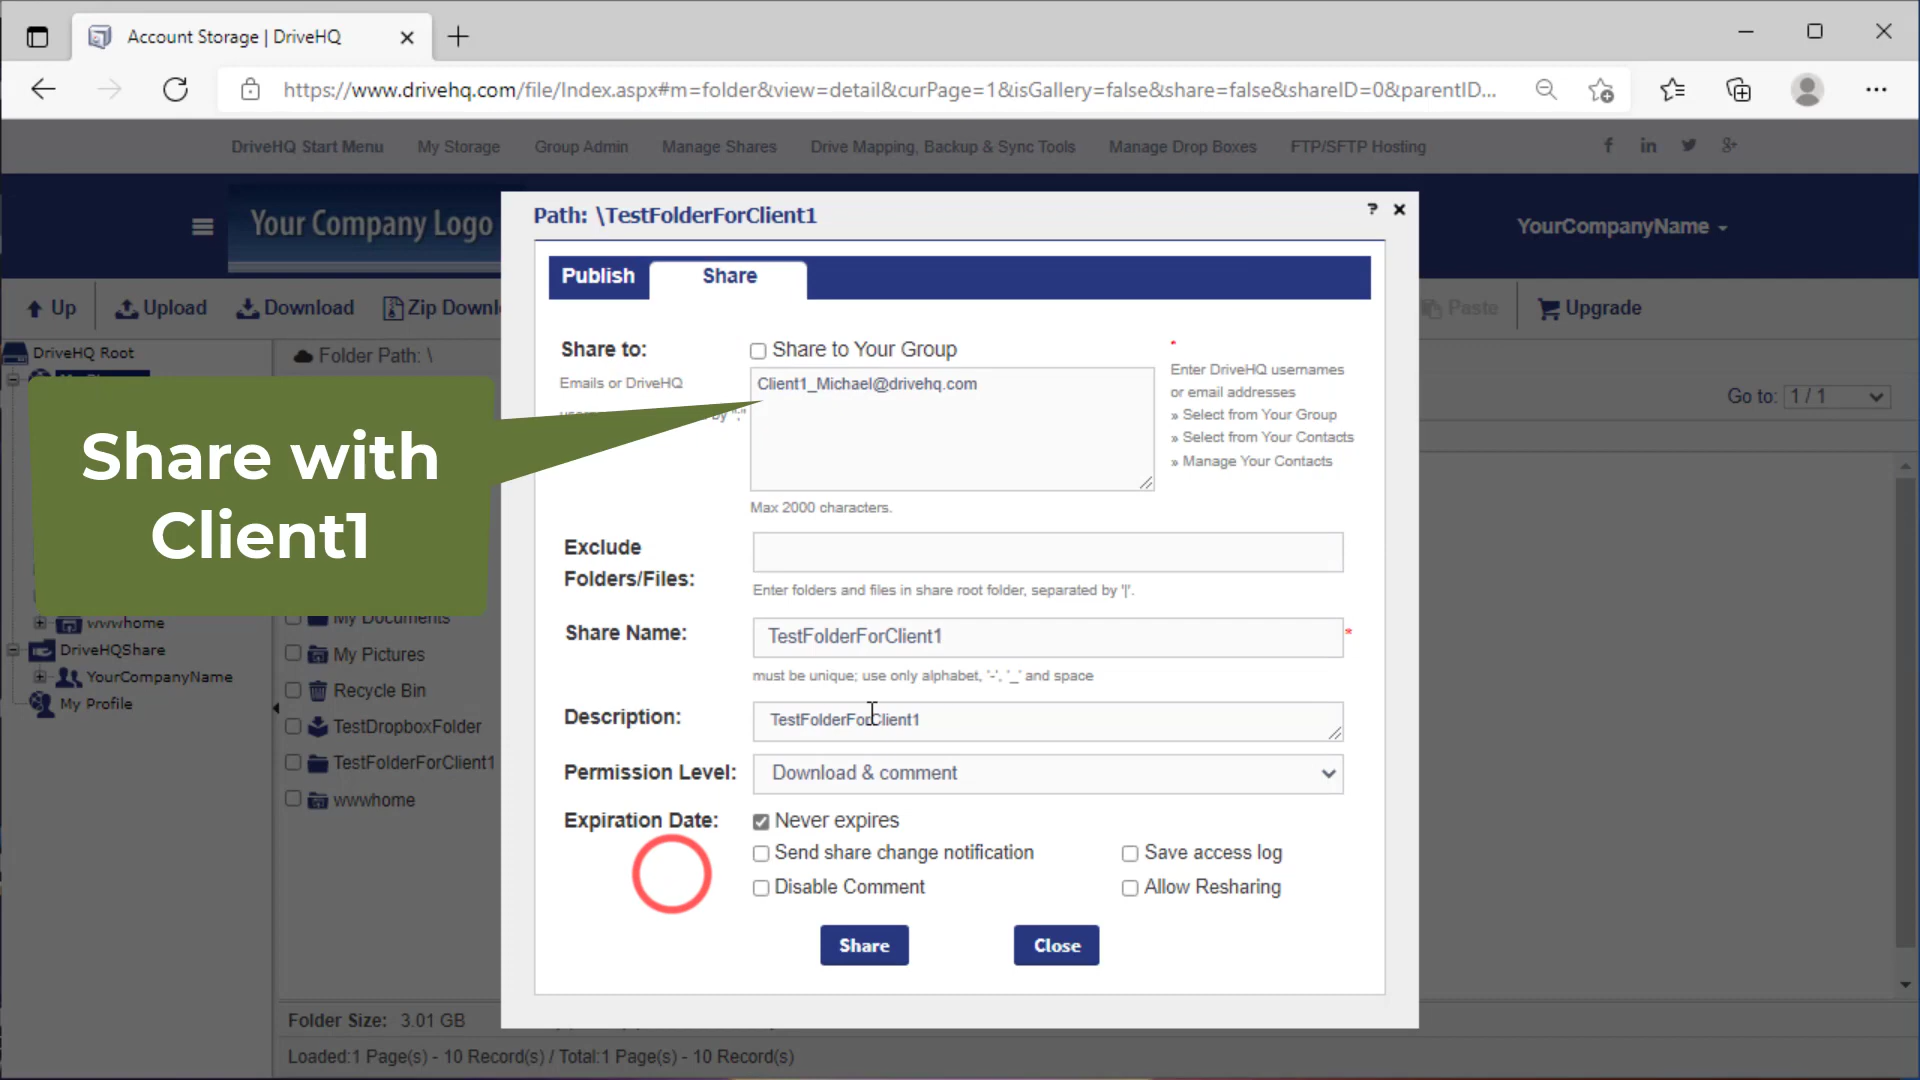 Account Storage | DriveHQ
https://www.drivehq.com/file/Index.aspx#m=folder&view=detail&curPage=1&isGallery=false&share=false&shareID=0&parentID...
DriveHQ Start Menu My Storage Group Admin Manage Shares Drive Mapping, Backup & Sync Tools Manage Drop Boxes FTP/SFTP Hosting
Your Company Logo
YourCompanyName
Up Upload Download Zip Downl
Paste Upgrade
DriveHQ Root
Folder Path: \
Go to: 1 / 1
wwwhome
DriveHQShare
YourCompanyName
My Profile
My Documents
My Pictures
Recycle Bin
TestDropboxFolder
TestFolderForClient1
wwwhome
Folder Size: 3.01 GB
Loaded:1 Page(s) - 10 Record(s) / Total:1 Page(s) - 10 Record(s)
Share with
Client1
Path: \TestFolderForClient1
? ×
Publish Share
Share to:
Share to Your Group
Emails or DriveHQ
by ";"
Client1_Michael@drivehq.com
*
Enter DriveHQ usernames
or email addresses
» Select from Your Group
» Select from Your Contacts
» Manage Your Contacts
Max 2000 characters.
Exclude
Folders/Files:
Enter folders and files in share root folder, separated by '|'.
Share Name:
TestFolderForClient1
*
must be unique; use only alphabet, '-', '_' and space
Description:
TestFolderForClient1
Permission Level:
Download & comment
Expiration Date:
Never expires
Send share change notification
Save access log
Disable Comment
Allow Resharing
Share
Close